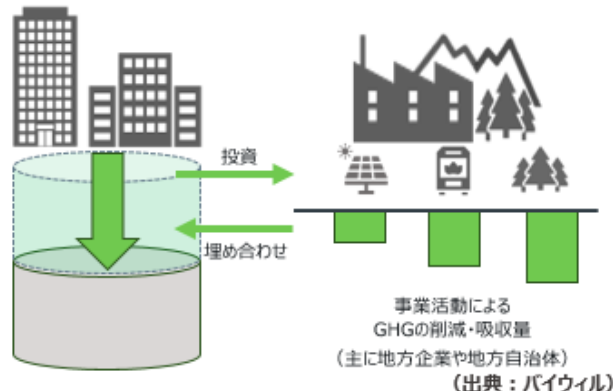 投資
埋め合わせ
事業活動による
GHGの削減・吸収量
（主に地方企業や地方自治体）
（出典：バイウィル）